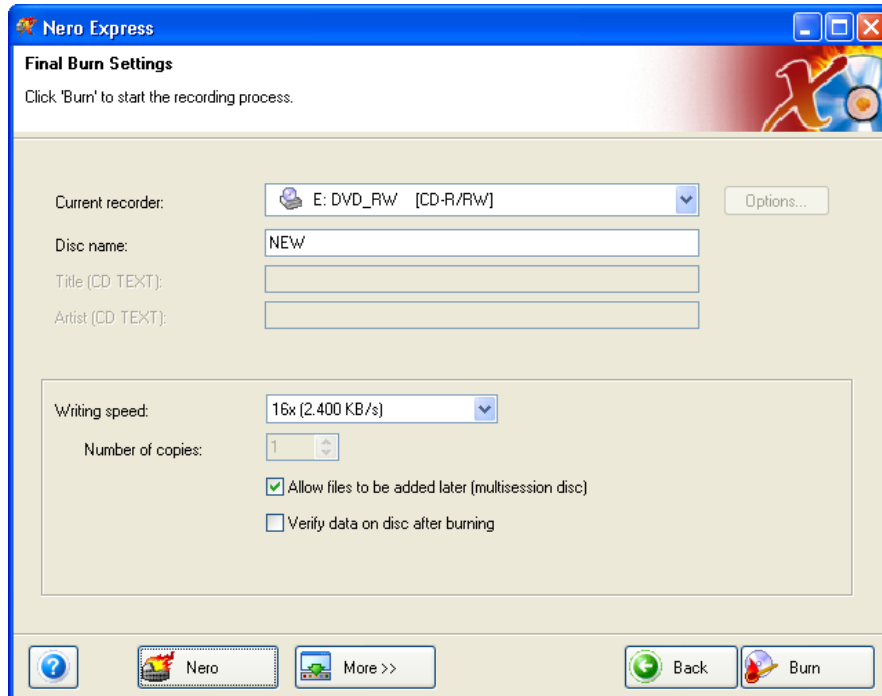 Nero Express
Final Burn Settings
Click 'Burn' to start the recording process.
Current recorder: E: DVD_RW [CD-R/RW] Options...
Disc name: NEW
Title (CD TEXT):
Artist (CD TEXT):
Writing speed: 16x (2.400 KB/s)
Number of copies: 1
Allow files to be added later (multisession disc)
Verify data on disc after burning
? Nero More >> Back Burn